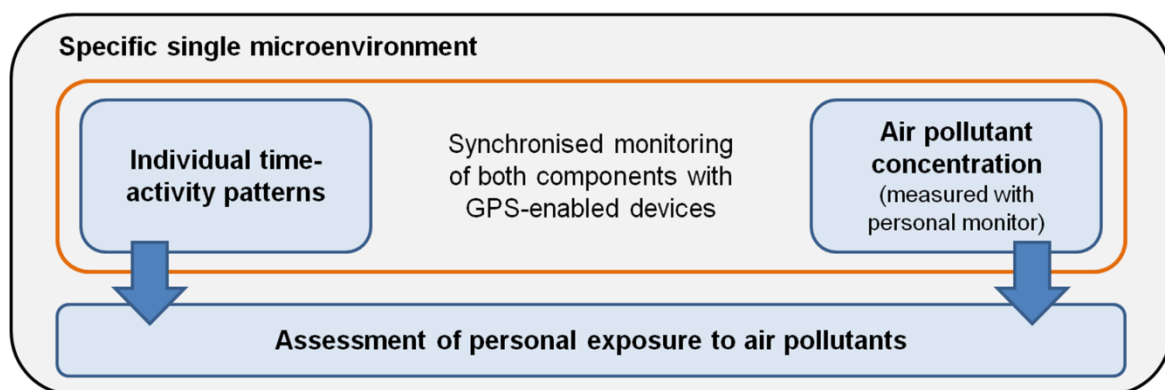 Specific single microenvironment
Individual time-
activity patterns
Synchronised monitoring
of both components with
GPS-enabled devices
Air pollutant
concentration
(measured with
personal monitor)
Assessment of personal exposure to air pollutants